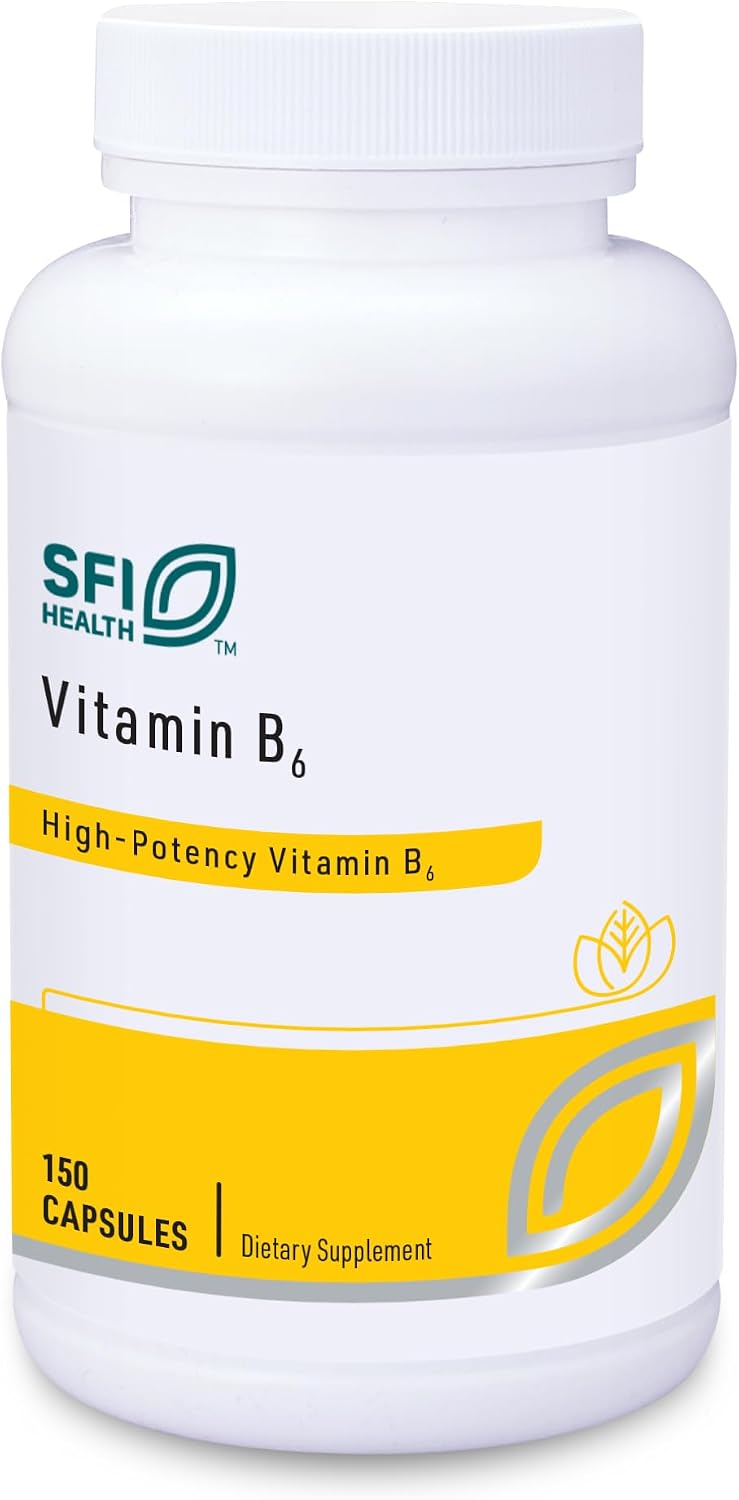 SFI
HEALTH
TM
Vitamin B₆
High-Potency Vitamin B₆
150
CAPSULES
Dietary Supplement